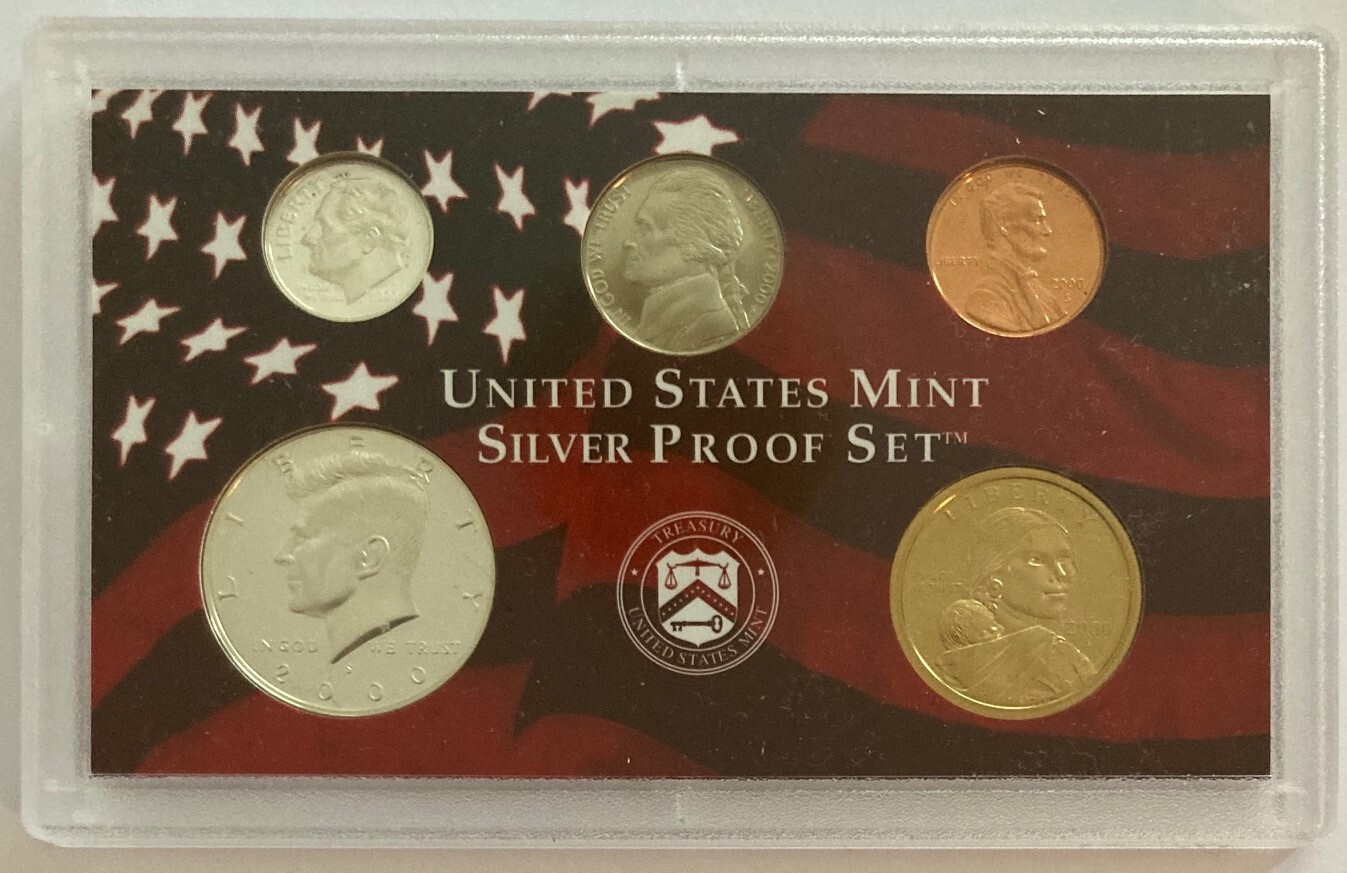 LIBERTY
IN GOD WE TRUST
LIBERTY 2000
IN GOD WE TRUST
LIBERTY
2000
S
UNITED STATES MINT
SILVER PROOF SET™
LIBERTY
IN GOD WE TRUST
S
2000
TREASURY
UNITED STATES MINT
LIBERTY
2000